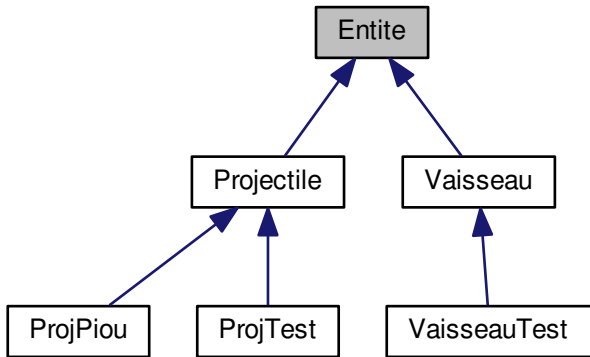 Entite
Projectile
Vaisseau
ProjPiou
ProjTest
VaisseauTest